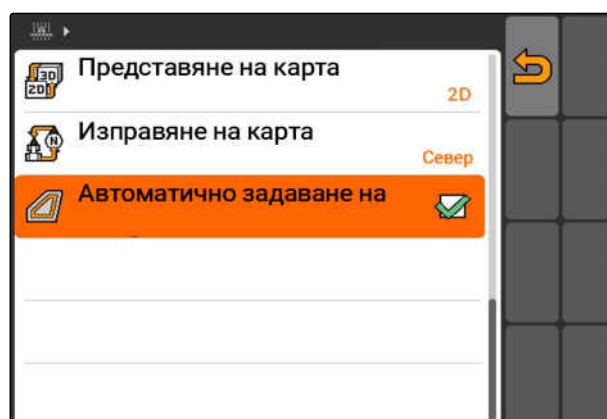 Представяне на карта
2D
Изправяне на карта
Север
Автоматично задаване на